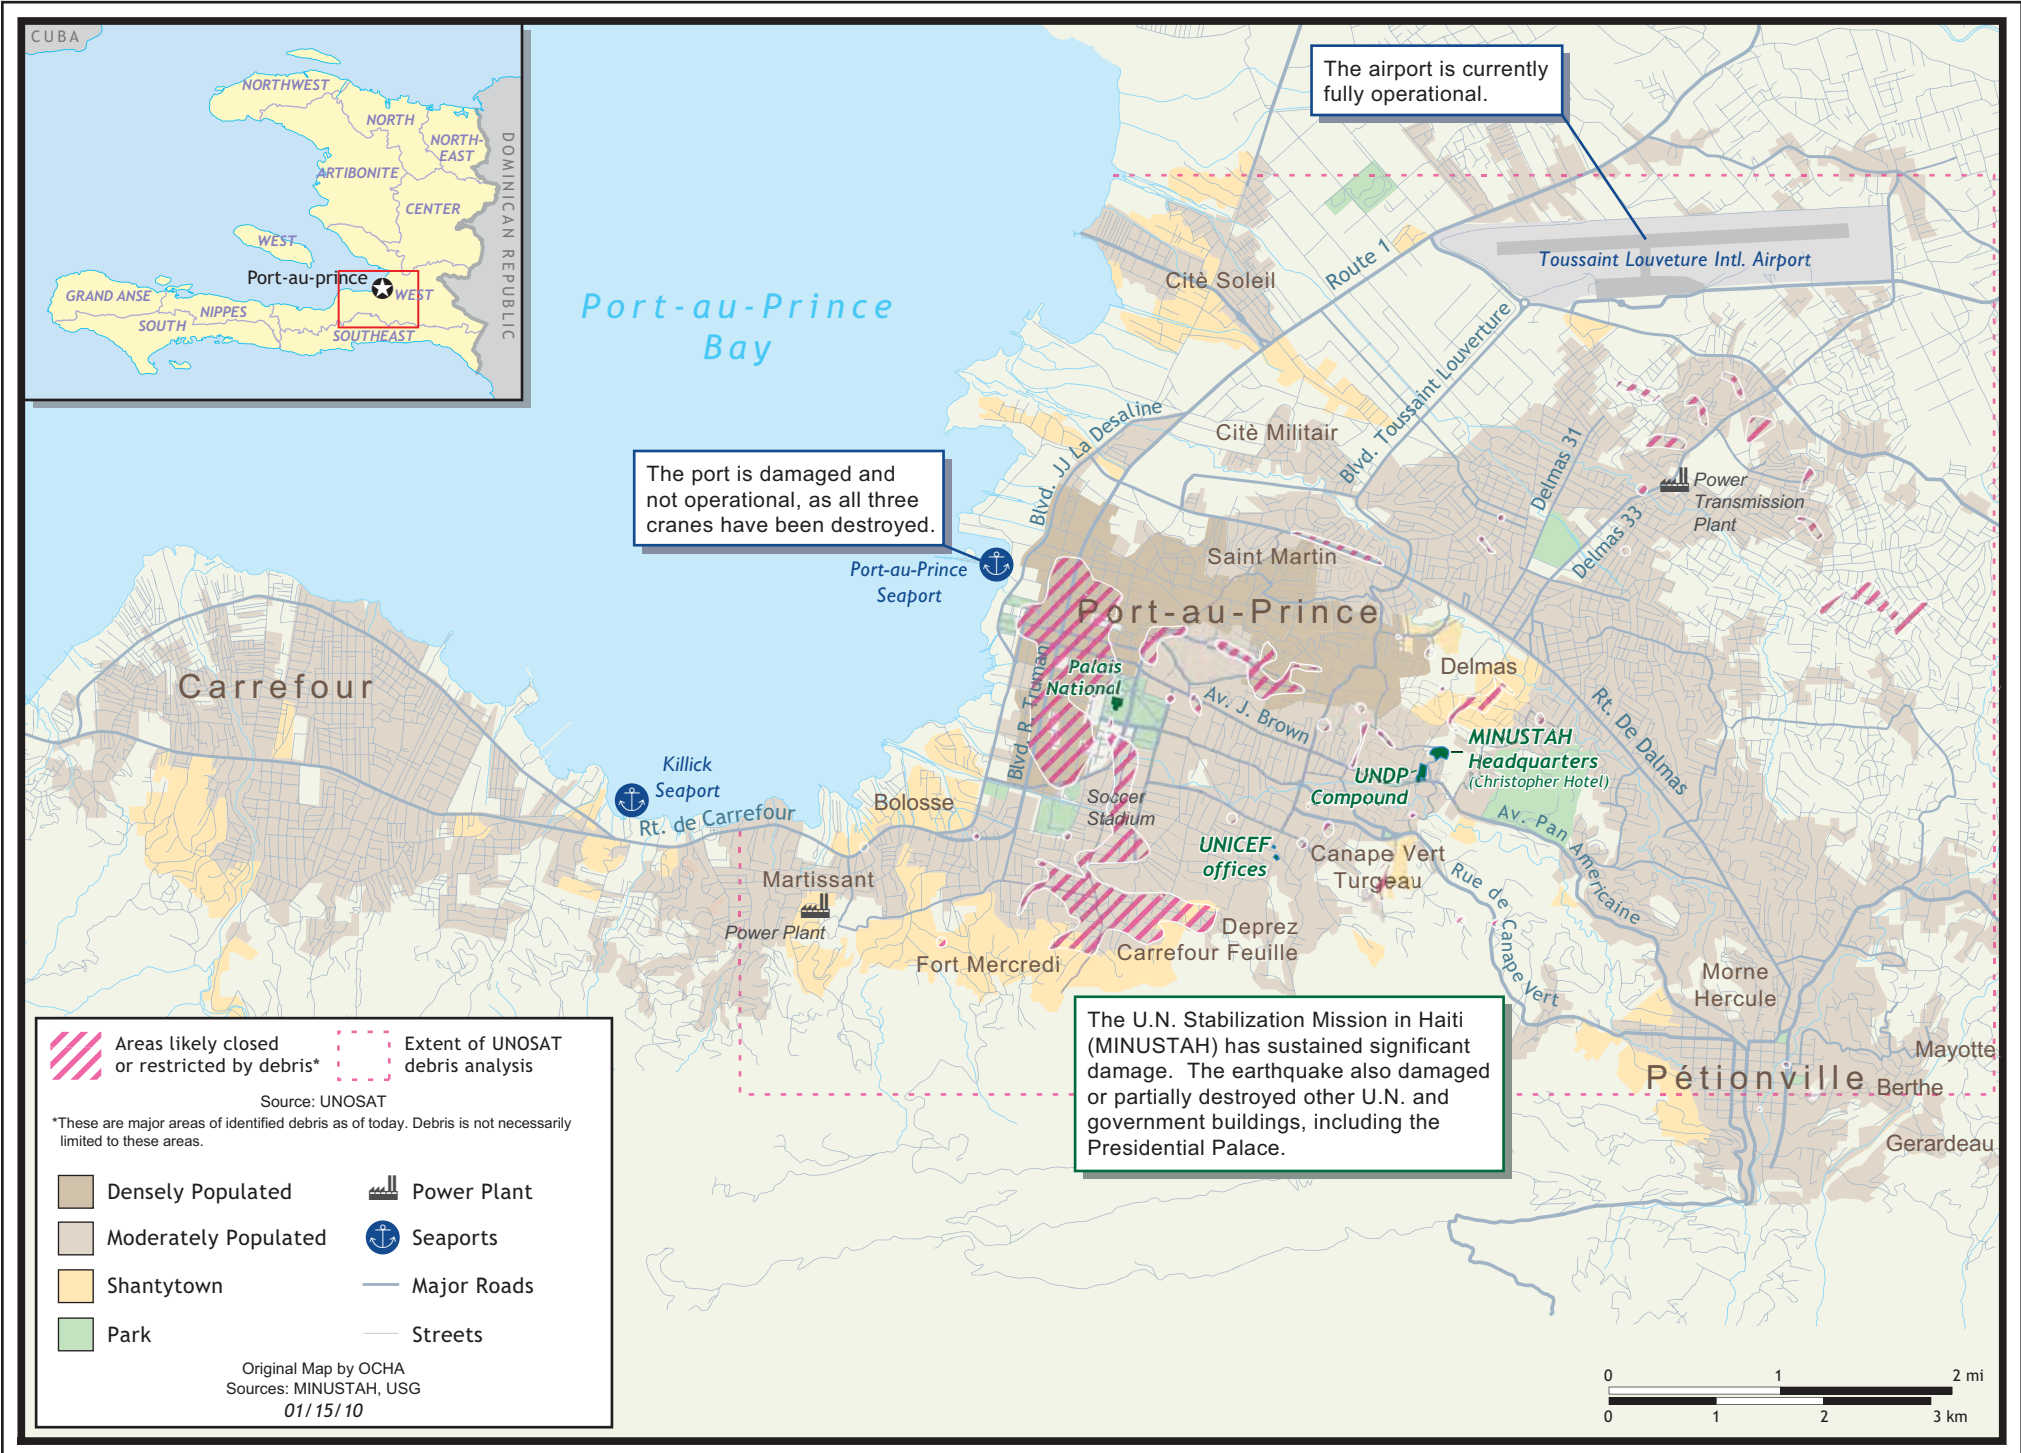 CUBA
NORTHWEST
NORTH
NORTH-
EAST
ARTIBONITE
CENTER
WEST
Port-au-prince
WEST
GRAND ANSE
NIPPES
SOUTH
SOUTHEAST
DOMINICAN REPUBLIC
The airport is currently
fully operational.
Toussaint Louveture Intl. Airport
Port-au-Prince
Bay
Citè Soleil
Route 1
Blvd. Toussaint Louverture
Blvd. JJ La Desaline
Citè Militair
Delmas 31
Delmas 33
Power
Transmission
Plant
The port is damaged and
not operational, as all three
cranes have been destroyed.
Port-au-Prince
Seaport
Saint Martin
Port-au-Prince
Palais
National
Blvd. R. Truman
Av. J. Brown
Delmas
Rt. De Dalmas
MINUSTAH
Headquarters
(Christopher Hotel)
UNDP
Compound
Carrefour
Killick
Seaport
Rt. de Carrefour
Bolosse
Soccer
Stadium
UNICEF
offices
Canape Vert
Turgeau
Av. Pan Americaine
Rue de Canape Vert
Martissant
Power Plant
Fort Mercredi
Deprez
Carrefour Feuille
Morne
Hercule
Mayotte
Pétionville
Berthe
Gerardeau
The U.N. Stabilization Mission in Haiti
(MINUSTAH) has sustained significant
damage. The earthquake also damaged
or partially destroyed other U.N. and
government buildings, including the
Presidential Palace.
Areas likely closed
or restricted by debris*
Extent of UNOSAT
debris analysis
Source: UNOSAT
*These are major areas of identified debris as of today. Debris is not necessarily
limited to these areas.
Densely Populated
Power Plant
Moderately Populated
Seaports
Shantytown
Major Roads
Park
Streets
Original Map by OCHA
Sources: MINUSTAH, USG
01/15/10
0 1 2 mi
0 1 2 3 km